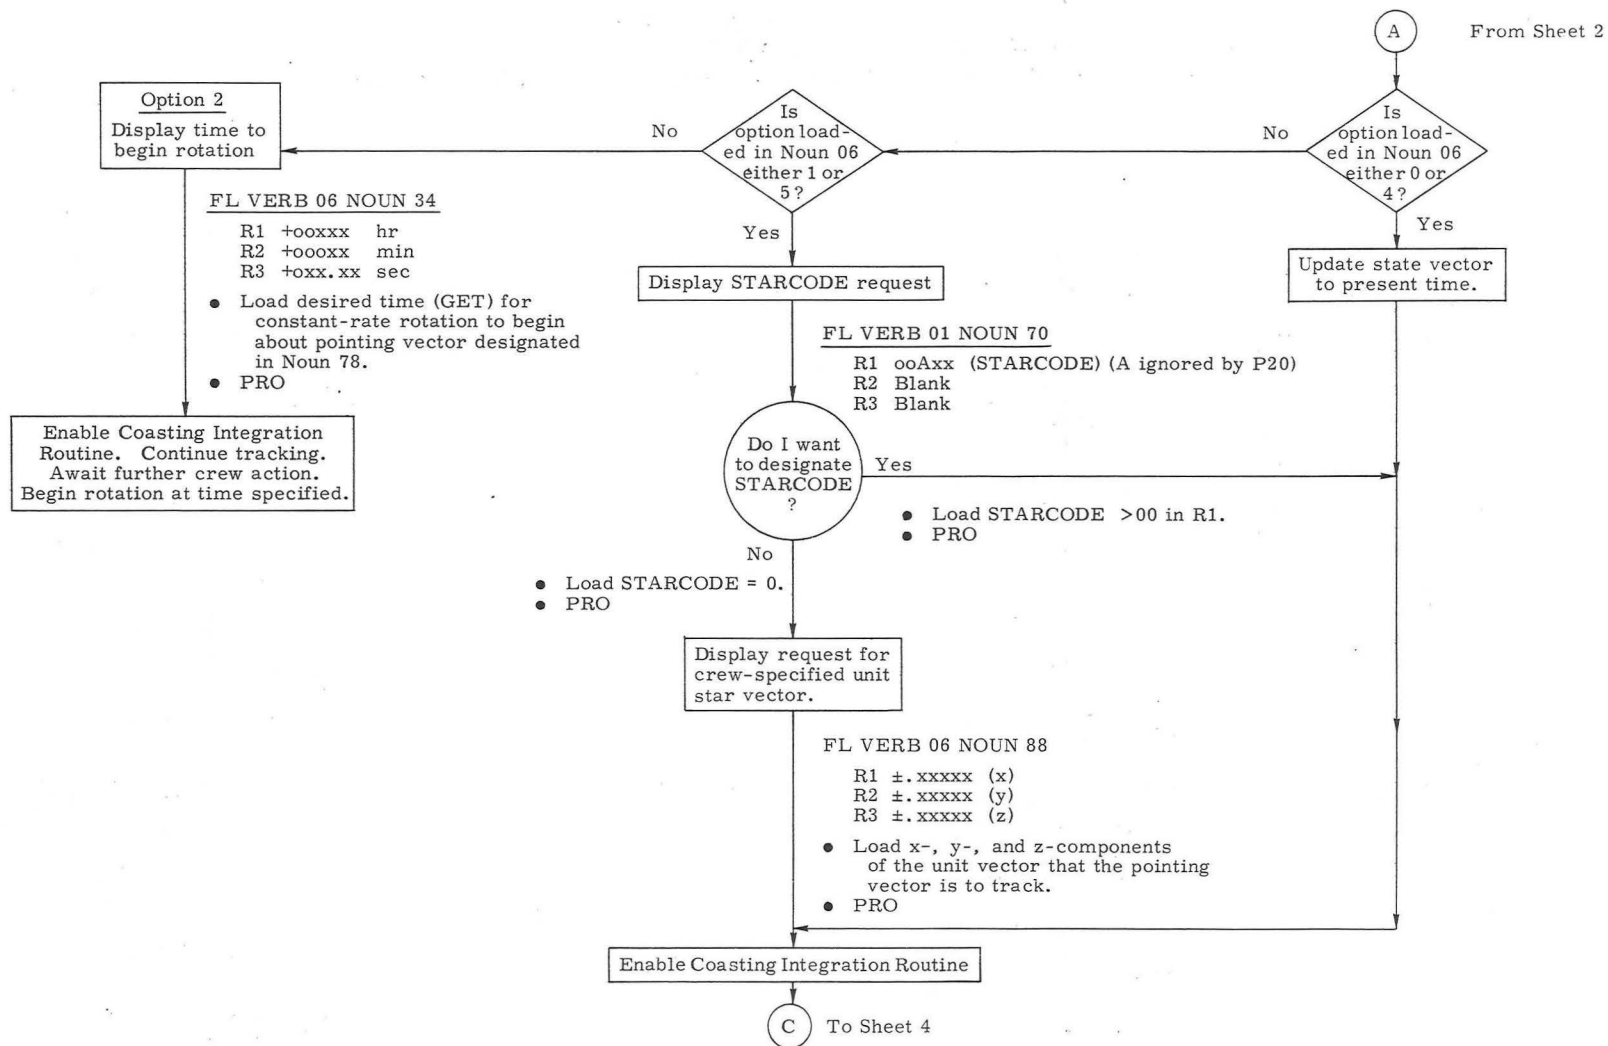 A
From Sheet 2
Is
option load-
ed in Noun 06
either 0 or
4?
No
Yes
Update state vector
to present time.
Is
option load-
ed in Noun 06
either 1 or
5?
No
Yes
Option 2
Display time to
begin rotation
FL VERB 06 NOUN 34
R1 +ooxxx hr
R2 +oooxx min
R3 +oxx.xx sec
● Load desired time (GET) for
constant-rate rotation to begin
about pointing vector designated
in Noun 78.
● PRO
Enable Coasting Integration
Routine. Continue tracking.
Await further crew action.
Begin rotation at time specified.
Display STARCODE request
FL VERB 01 NOUN 70
R1 ooAxx (STARCODE) (A ignored by P20)
R2 Blank
R3 Blank
Do I want
to designate
STARCODE
?
Yes
● Load STARCODE >00 in R1.
● PRO
No
● Load STARCODE = 0.
● PRO
Display request for
crew-specified unit
star vector.
FL VERB 06 NOUN 88
R1 ±.xxxxx (x)
R2 ±.xxxxx (y)
R3 ±.xxxxx (z)
● Load x-, y-, and z-components
of the unit vector that the pointing
vector is to track.
● PRO
Enable Coasting Integration Routine
C To Sheet 4